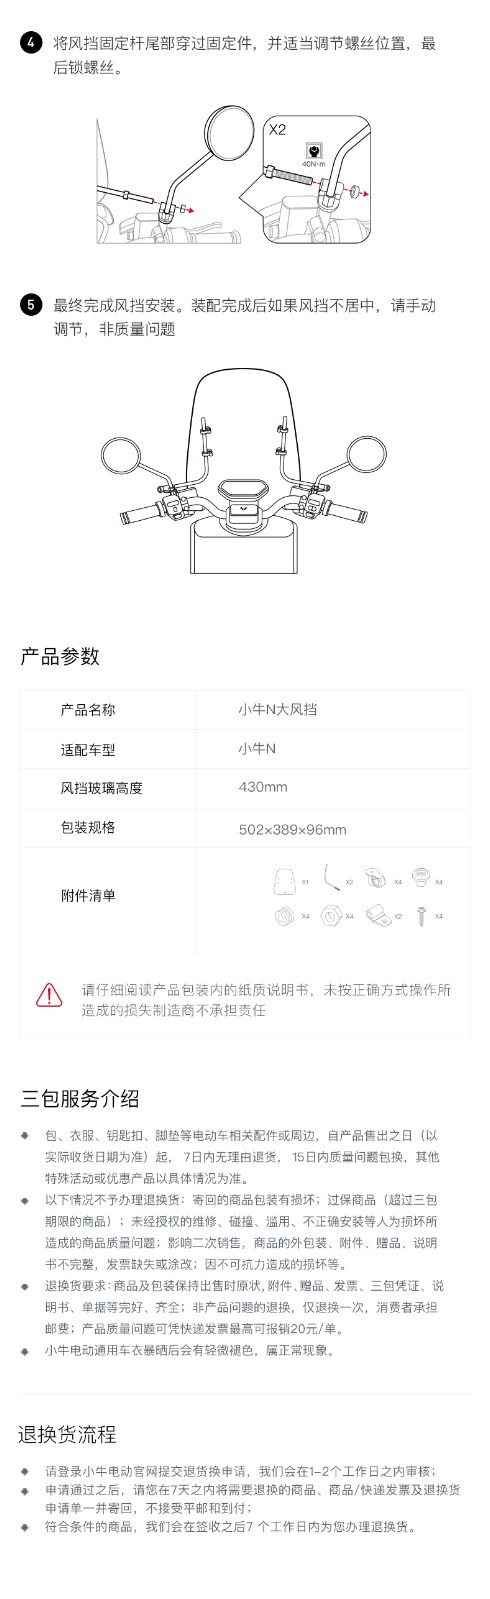 4 将风挡固定杆尾部穿过固定件，并适当调节螺丝位置，最
后锁螺丝。
X2
40N·m
5 最终完成风挡安装。装配完成后如果风挡不居中，请手动
调节，非质量问题
产品参数
产品名称 小牛N大风挡
适配车型 小牛N
风挡玻璃高度 430mm
包装规格 502×389×96mm
附件清单
X1 X2 X4 X4
X4 X4 X2 X4
请仔细阅读产品包装内的纸质说明书，未按正确方式操作所
造成的损失制造商不承担责任
三包服务介绍
包、衣服、钥匙扣、脚垫等电动车相关配件或周边，自产品售出之日（以
实际收货日期为准）起， 7日内无理由退货， 15日内质量问题包换，其他
特殊活动或优惠产品以具体情况为准。
以下情况不予办理退换货：寄回的商品包装有损坏；过保商品（超过三包
期限的商品）；未经授权的维修、碰撞、滥用、不正确安装等人为损坏所
造成的商品质量问题；影响二次销售，商品的外包装、附件、赠品、说明
书不完整，发票缺失或涂改；因不可抗力造成的损坏等。
退换货要求：商品及包装保持出售时原状，附件、赠品、发票、三包凭证、说
明书、单据等完好、齐全；非产品问题的退换，仅退换一次，消费者承担
邮费；产品质量问题可凭快递发票最高可报销20元/单。
小牛电动通用车衣暴晒后会有轻微褪色，属正常现象。
退换货流程
请登录小牛电动官网提交退货换申请，我们会在1-2个工作日之内审核；
申请通过之后，请您在7天之内将需要退换的商品、商品/快递发票及退换货
申请单一并寄回，不接受平邮和到付；
符合条件的商品，我们会在签收之后7 个工作日内为您办理退换货。